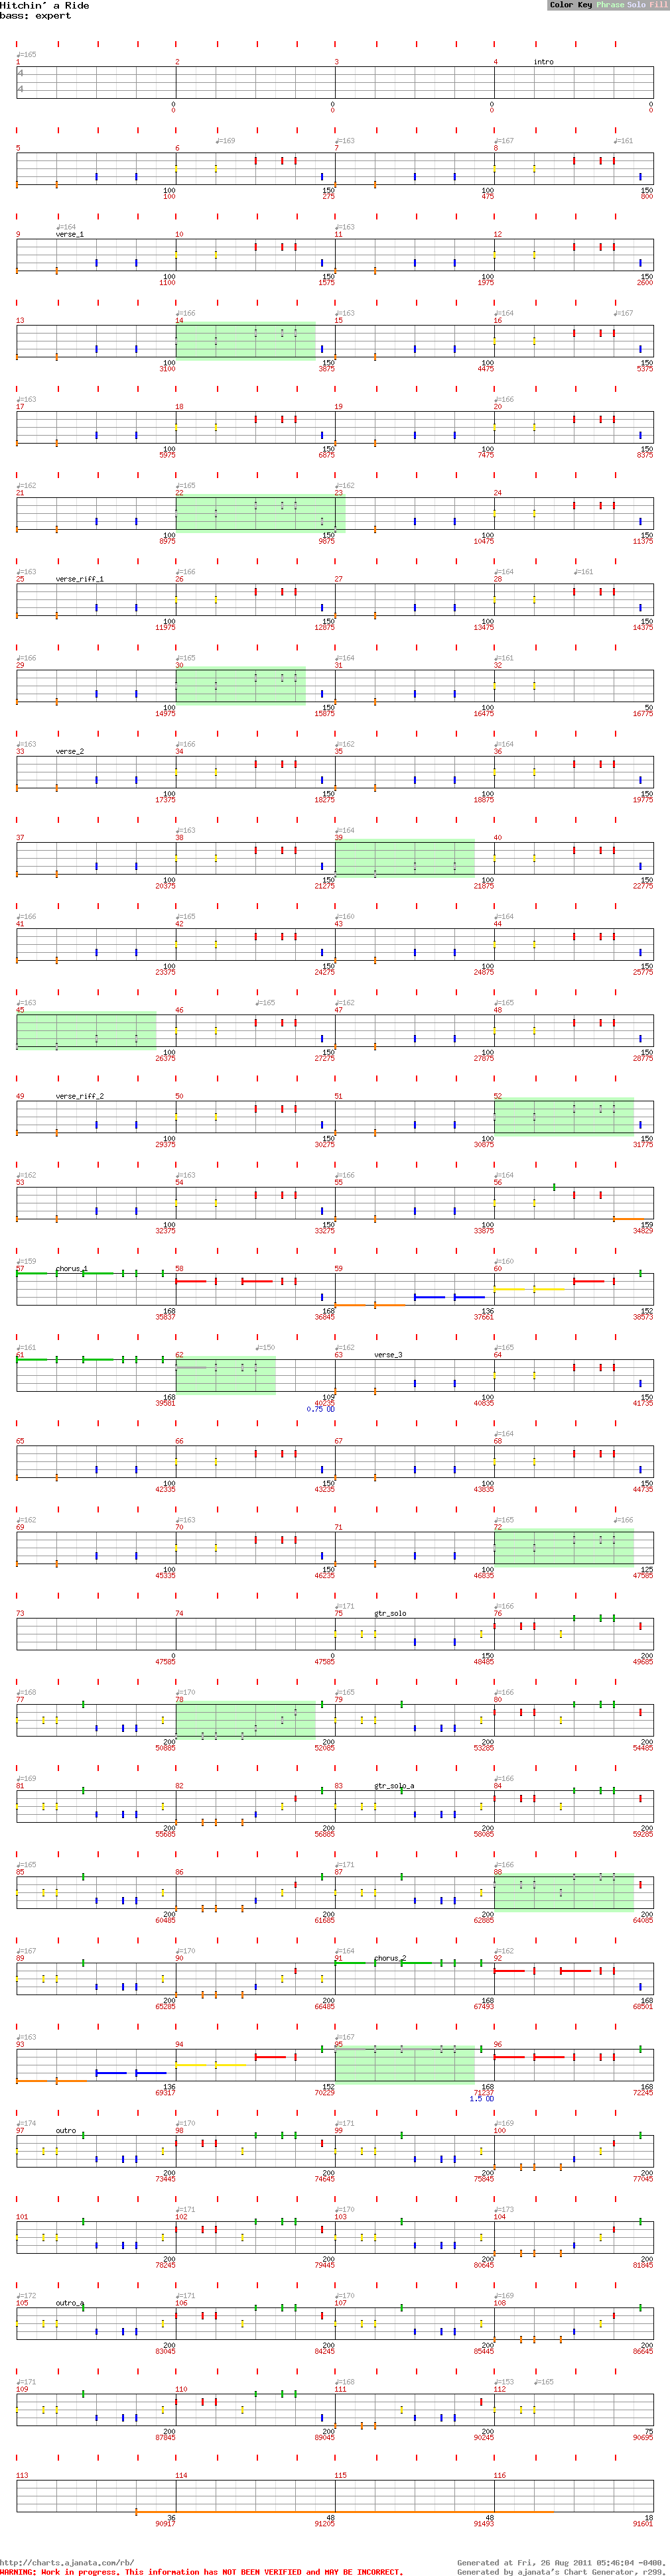 Hitchin' a Ride
Color Key Phrase Solo Fill
bass: expert
♩=165
1 2 3 4 intro
4
4
0 0 0 0
0 0 0 0
♩=169 ♩=163 ♩=167 ♩=161
5 6 7 8
100 150 100 150
100 275 475 800
♩=164 ♩=163
9 verse_1 10 11 12
100 150 100 150
1100 1575 1975 2600
♩=166 ♩=163 ♩=164 ♩=167
13 14 15 16
100 150 100 150
3100 3875 4475 5375
♩=163 ♩=166
17 18 19 20
100 150 100 150
5975 6875 7475 8375
♩=162 ♩=165 ♩=162
21 22 23 24
100 150 100 150
8975 9875 10475 11375
♩=163 ♩=166 ♩=164 ♩=161
25 verse_riff_1 26 27 28
100 150 100 150
11975 12875 13475 14375
♩=166 ♩=165 ♩=164 ♩=161
29 30 31 32
100 150 100 50
14975 15875 16475 16775
♩=163 ♩=166 ♩=162 ♩=164
33 verse_2 34 35 36
100 150 100 150
17375 18275 18875 19775
♩=163 ♩=164
37 38 39 40
100 150 100 150
20375 21275 21875 22775
♩=166 ♩=165 ♩=160 ♩=164
41 42 43 44
100 150 100 150
23375 24275 24875 25775
♩=163 ♩=165 ♩=162 ♩=165
45 46 47 48
100 150 100 150
26375 27275 27875 28775
49 verse_riff_2 50 51 52
100 150 100 150
29375 30275 30875 31775
♩=162 ♩=163 ♩=166 ♩=164
53 54 55 56
100 150 100 159
32375 33275 33875 34829
♩=159 ♩=160
57 chorus_1 58 59 60
168 168 136 152
35837 36845 37661 38573
♩=161 ♩=150 ♩=162 ♩=165
61 62 63 verse_3 64
168 109 100 150
39581 40235 40835 41735
0.75 OD
♩=164
65 66 67 68
100 150 100 150
42335 43235 43835 44735
♩=162 ♩=163 ♩=165 ♩=166
69 70 71 72
100 150 100 125
45335 46235 46835 47585
♩=171 ♩=166
73 74 75 gtr_solo 76
0 0 150 200
47585 47585 48485 49685
♩=168 ♩=170 ♩=165 ♩=166
77 78 79 80
200 200 200 200
50885 52085 53285 54485
♩=169 ♩=166
81 82 83 gtr_solo_a 84
200 200 200 200
55685 56885 58085 59285
♩=165 ♩=171 ♩=166
85 86 87 88
200 200 200 200
60485 61685 62885 64085
♩=167 ♩=170 ♩=164 ♩=162
89 90 91 chorus_2 92
200 200 168 168
65285 66485 67493 68501
♩=163 ♩=167
93 94 95 96
136 152 168 168
69317 70229 71237 72245
1.5 OD
♩=174 ♩=170 ♩=171 ♩=169
97 outro 98 99 100
200 200 200 200
73445 74645 75845 77045
♩=171 ♩=170 ♩=173
101 102 103 104
200 200 200 200
78245 79445 80645 81845
♩=172 ♩=171 ♩=170 ♩=169
105 outro_a 106 107 108
200 200 200 200
83045 84245 85445 86645
♩=171 ♩=168 ♩=153 ♩=165
109 110 111 112
200 200 200 75
87845 89045 90245 90695
113 114 115 116
36 48 48 18
90917 91205 91493 91601
http://charts.ajanata.com/rb/
Generated at Fri, 26 Aug 2011 05:46:04 -0400.
WARNING: Work in progress. This information has NOT BEEN VERIFIED and MAY BE INCORRECT.
Generated by ajanata's Chart Generator, r299.